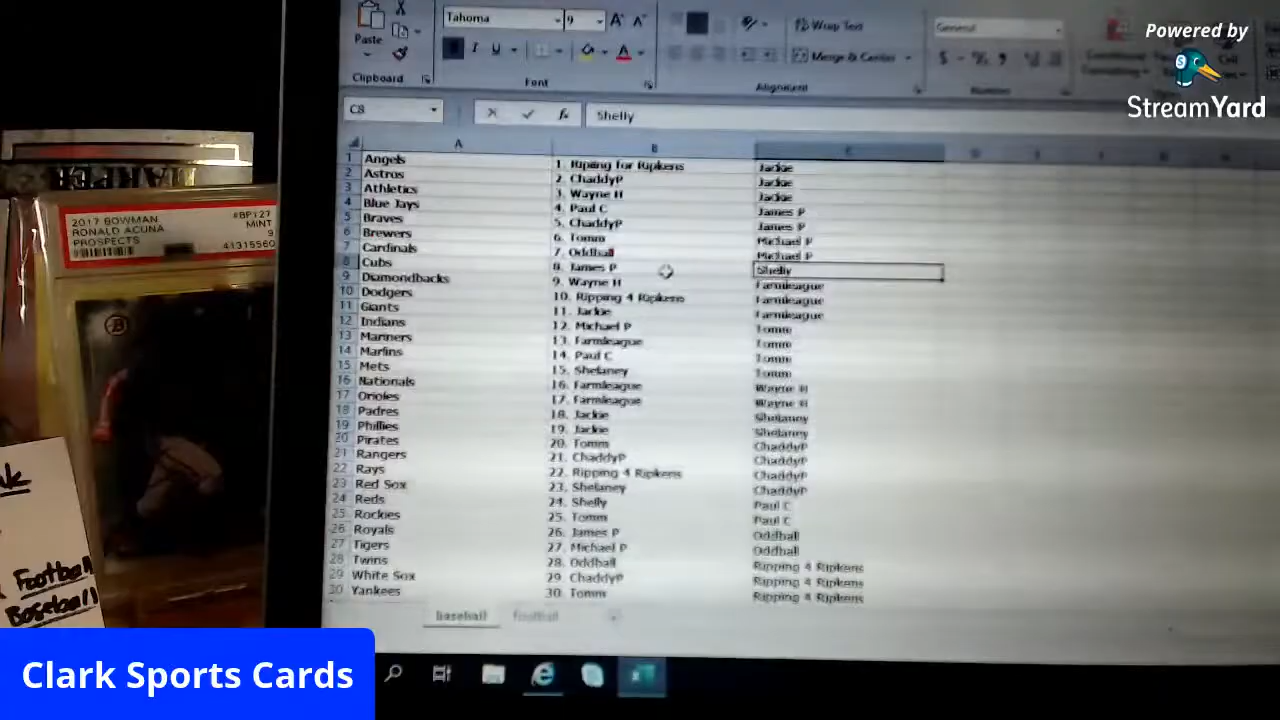 Powered by
StreamYard
Paste
Clipboard
Tahoma
9
Font
Wrap Text
Merge & Center
Alignment
General
C8
Shelly
A B C
1 Angels 1. Ripping for Ripkens Jackie
2 Astros 2. ChaddyP Jackie
3 Athletics 3. Wayne H Jackie
4 Blue Jays 4. Paul C James P
5 Braves 5. ChaddyP James P
6 Brewers 6. Tomm Michael P
7 Cardinals 7. Oddball Michael P
8 Cubs 8. James P Shelly
9 Diamondbacks 9. Wayne H Farmleague
10 Dodgers 10. Ripping 4 Ripkens Farmleague
11 Giants 11. Jackie Farmleague
12 Indians 12. Michael P Tomm
13 Mariners 13. Farmleague Tomm
14 Marlins 14. Paul C Tomm
15 Mets 15. Shelaney Tomm
16 Nationals 16. Farmleague Wayne H
17 Orioles 17. Farmleague Wayne H
18 Padres 18. Jackie Shelaney
19 Phillies 19. Jackie Shelaney
20 Pirates 20. Tomm ChaddyP
21 Rangers 21. ChaddyP ChaddyP
22 Rays 22. Ripping 4 Ripkens ChaddyP
23 Red Sox 23. Shelaney ChaddyP
24 Reds 24. Shelly Paul C
25 Rockies 25. Tomm Paul C
26 Royals 26. James P Oddball
27 Tigers 27. Michael P Oddball
28 Twins 28. Oddball Ripping 4 Ripkens
29 White Sox 29. ChaddyP Ripping 4 Ripkens
30 Yankees 30. Tomm Ripping 4 Ripkens
baseball football
HARPER
2017 BOWMAN #BP127
RONALD ACUNA MINT
PROSPECTS 9
41315560
B
Football
Baseball
Clark Sports Cards